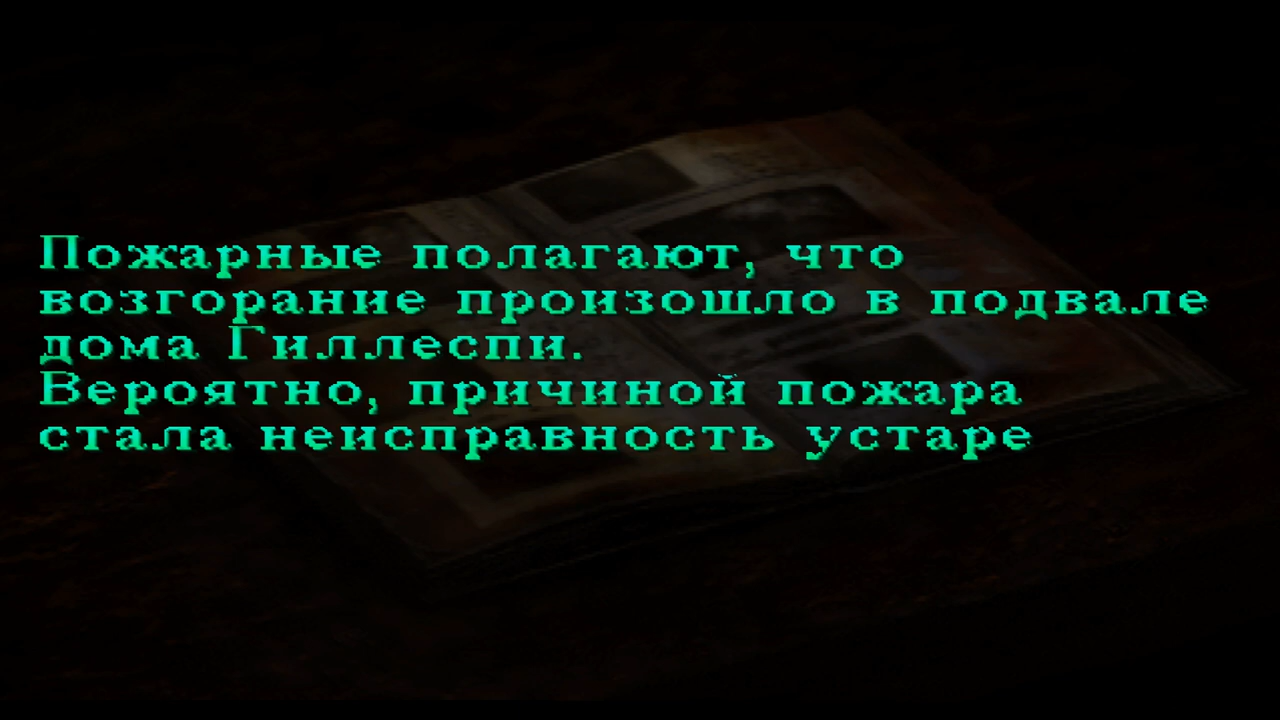 Пожарные полагают, что
возгорание произошло в подвале
дома Гиллеспи.
Вероятно, причиной пожара
стала неисправность устаре